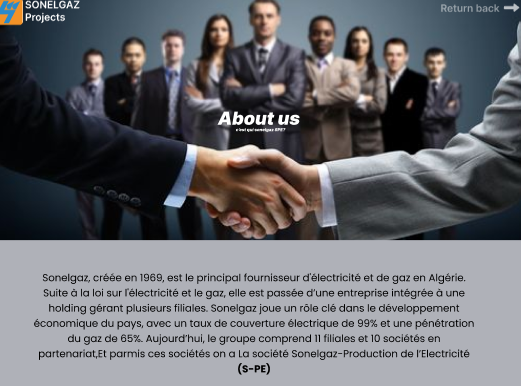 SONELGAZ
Projects
Return back
About us
c'est qui sonelgaz SPE?
Sonelgaz, créée en 1969, est le principal fournisseur d'électricité et de gaz en Algérie.
Suite à la loi sur l'électricité et le gaz, elle est passée d'une entreprise intégrée à une
holding gérant plusieurs filiales. Sonelgaz joue un rôle clé dans le développement
économique du pays, avec un taux de couverture électrique de 99% et une pénétration
du gaz de 65%. Aujourd'hui, le groupe comprend 11 filiales et 10 sociétés en
partenariat,Et parmis ces sociétés on a La société Sonelgaz-Production de l'Electricité
(S-PE)